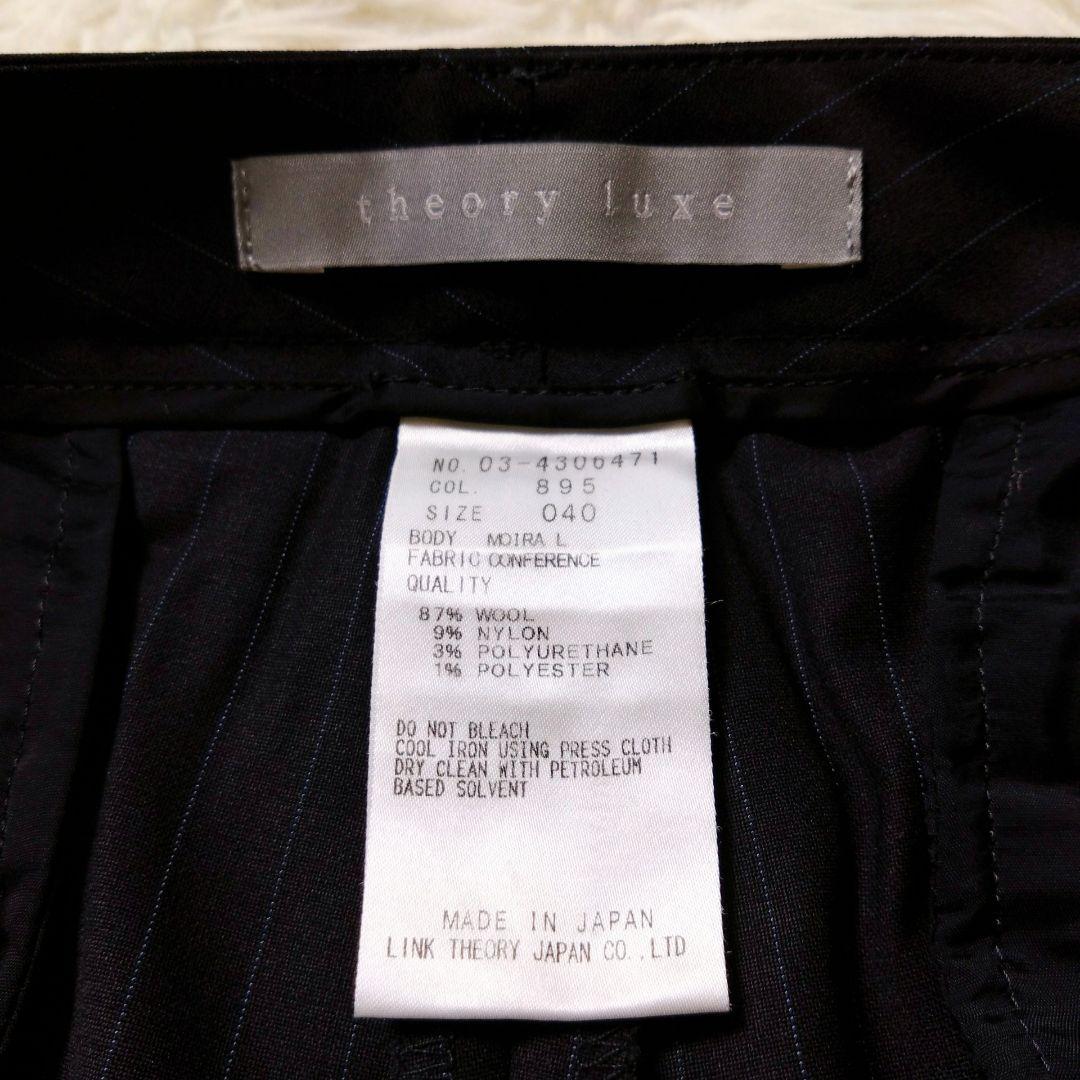 theory luxe
NO. 03-4306471
COL. 895
SIZE 040
BODY MOIRA L
FABRIC CONFERENCE
QUALITY
87% WOOL
9% NYLON
3% POLYURETHANE
1% POLYESTER
DO NOT BLEACH
COOL IRON USING PRESS CLOTH
DRY CLEAN WITH PETROLEUM
BASED SOLVENT
MADE IN JAPAN
LINK THEORY JAPAN CO.,LTD